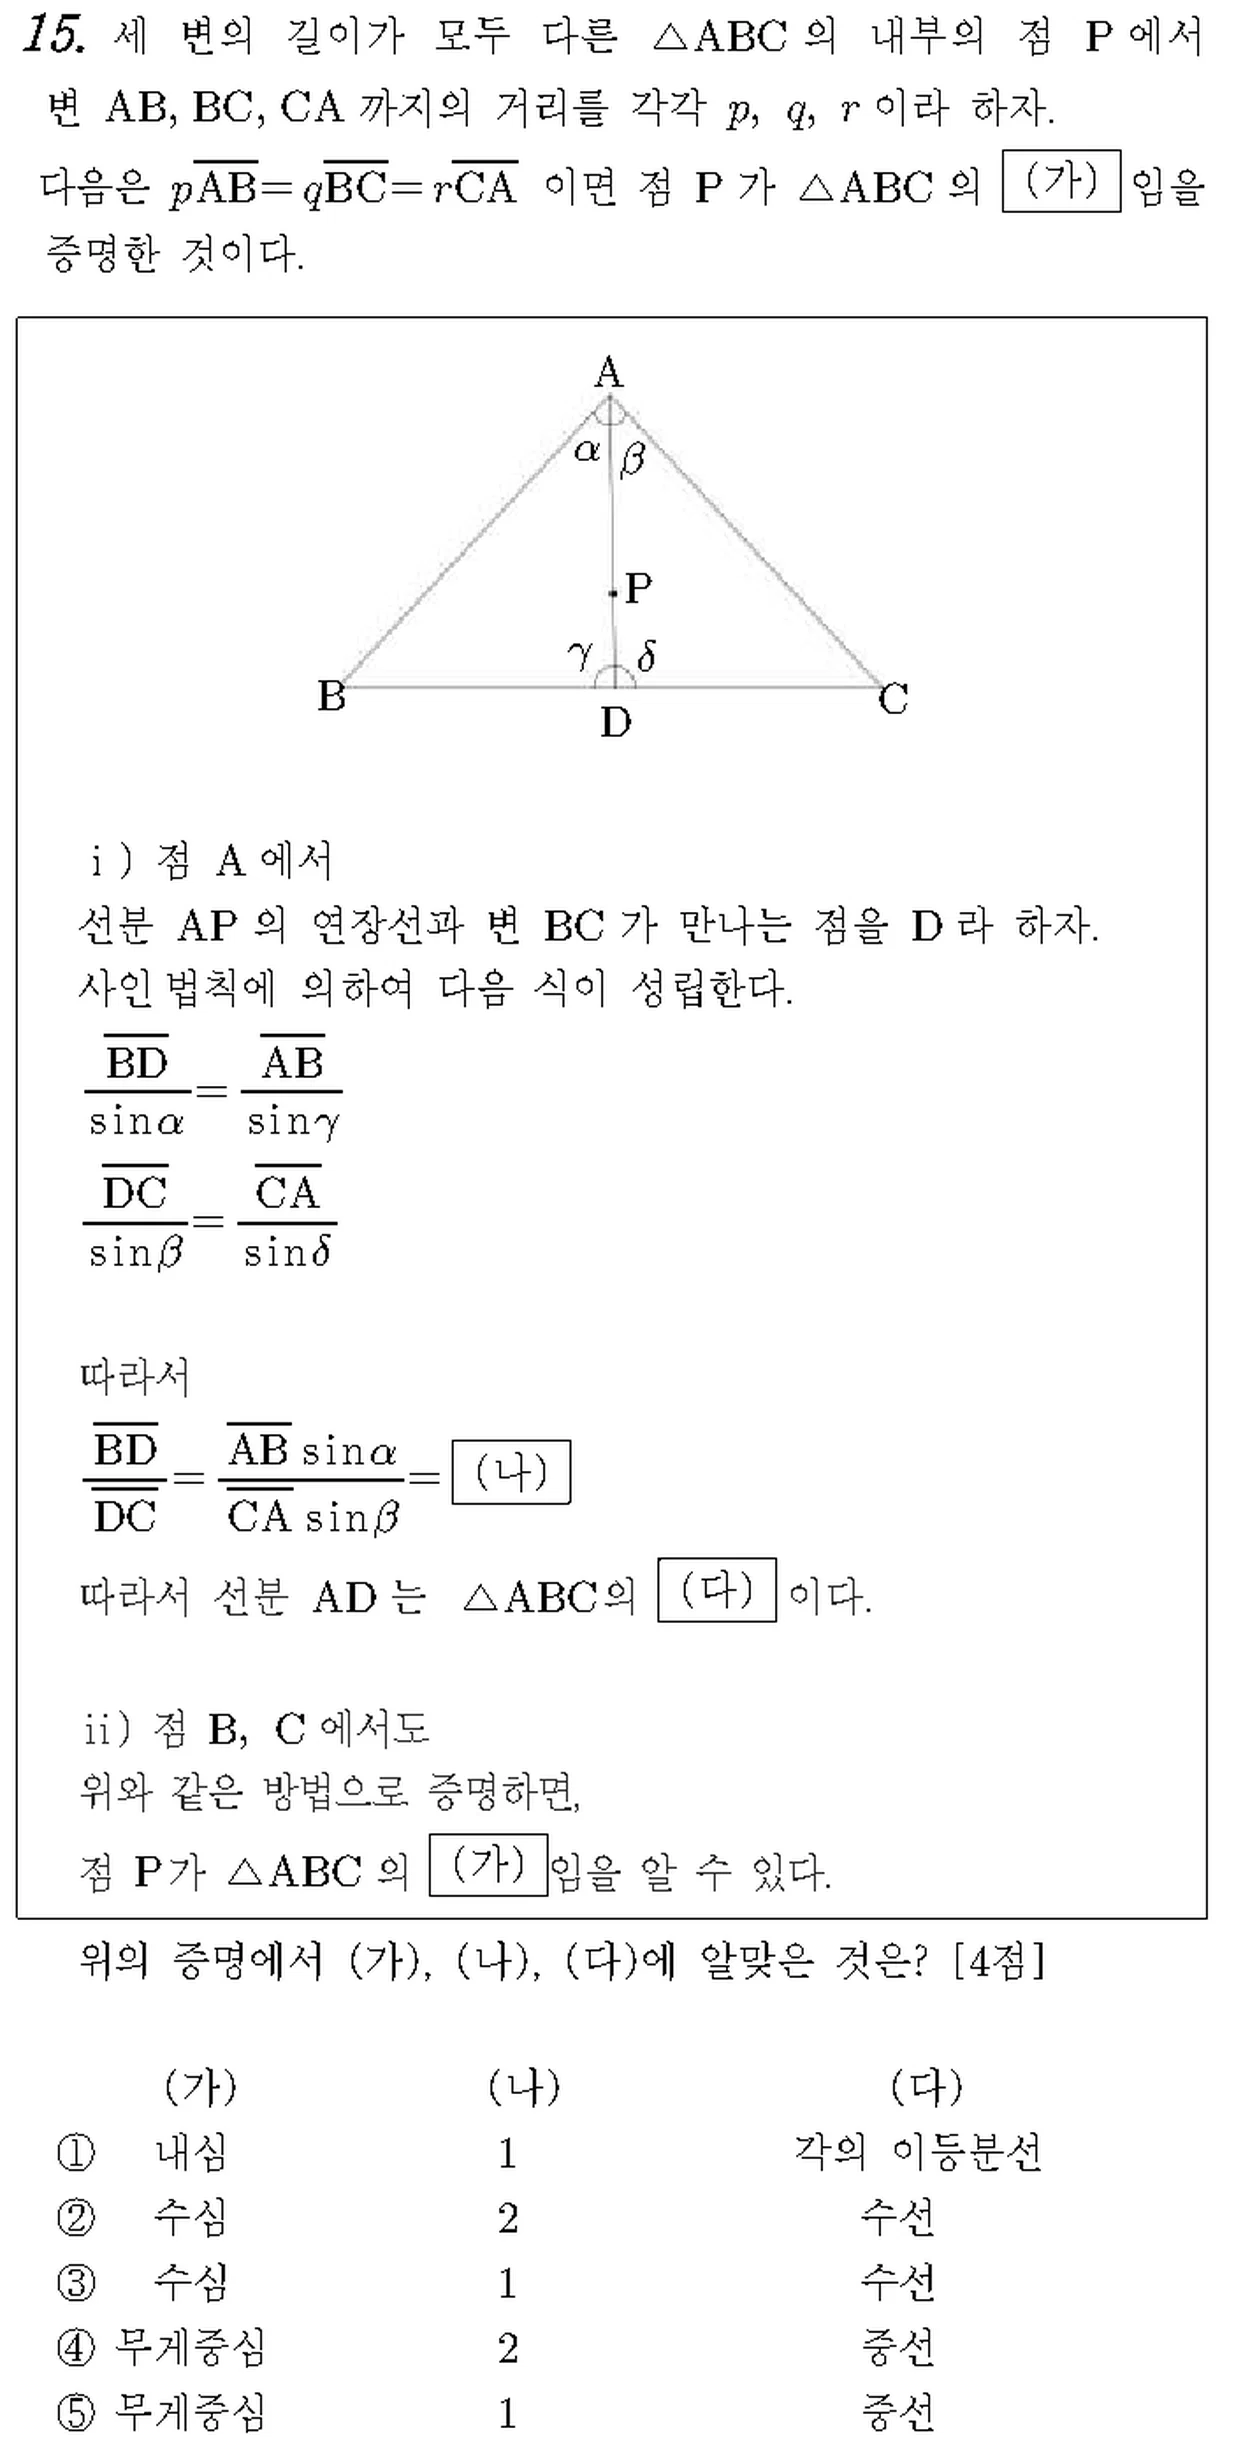 15. 세 변의 길이가 모두 다른 △ABC의 내부의 점 P에서
변 AB, BC, CA까지의 거리를 각각 p, q, r이라 하자.
다음은 pAB=qBC=rCA 이면 점 P가 △ABC의 (가) 임을
증명한 것이다.
A
α β
P
γ δ
B D C
ⅰ) 점 A에서
선분 AP의 연장선과 변 BC가 만나는 점을 D라 하자.
사인법칙에 의하여 다음 식이 성립한다.
BD/sinα = AB/sinγ
DC/sinβ = CA/sinδ
따라서
BD/DC = AB sinα/CA sinβ = (나)
따라서 선분 AD는 △ABC의 (다) 이다.
ⅱ) 점 B, C에서도
위와 같은 방법으로 증명하면,
점 P가 △ABC의 (가) 임을 알 수 있다.
위의 증명에서 (가), (나), (다)에 알맞은 것은? [4점]
(가) (나) (다)
① 내심 1 각의 이등분선
② 수심 2 수선
③ 수심 1 수선
④ 무게중심 2 중선
⑤ 무게중심 1 중선